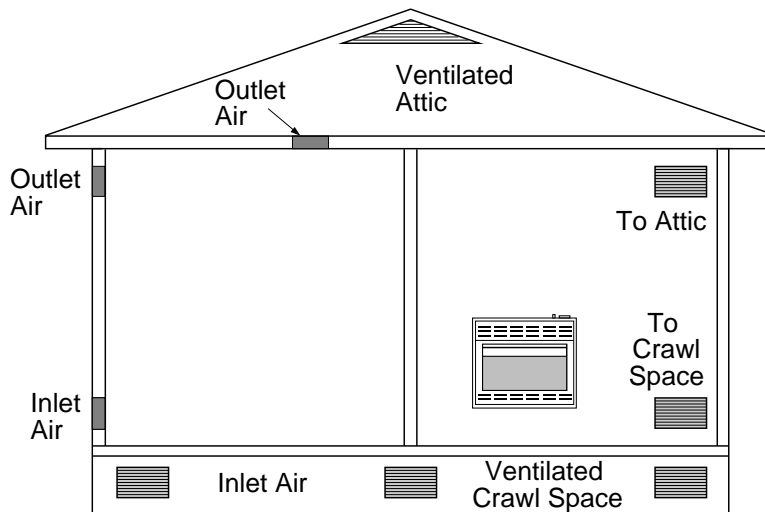 Ventilated
Attic
Outlet
Air
Outlet
Air
To Attic
To
Crawl
Space
Inlet
Air
Inlet Air
Ventilated
Crawl Space